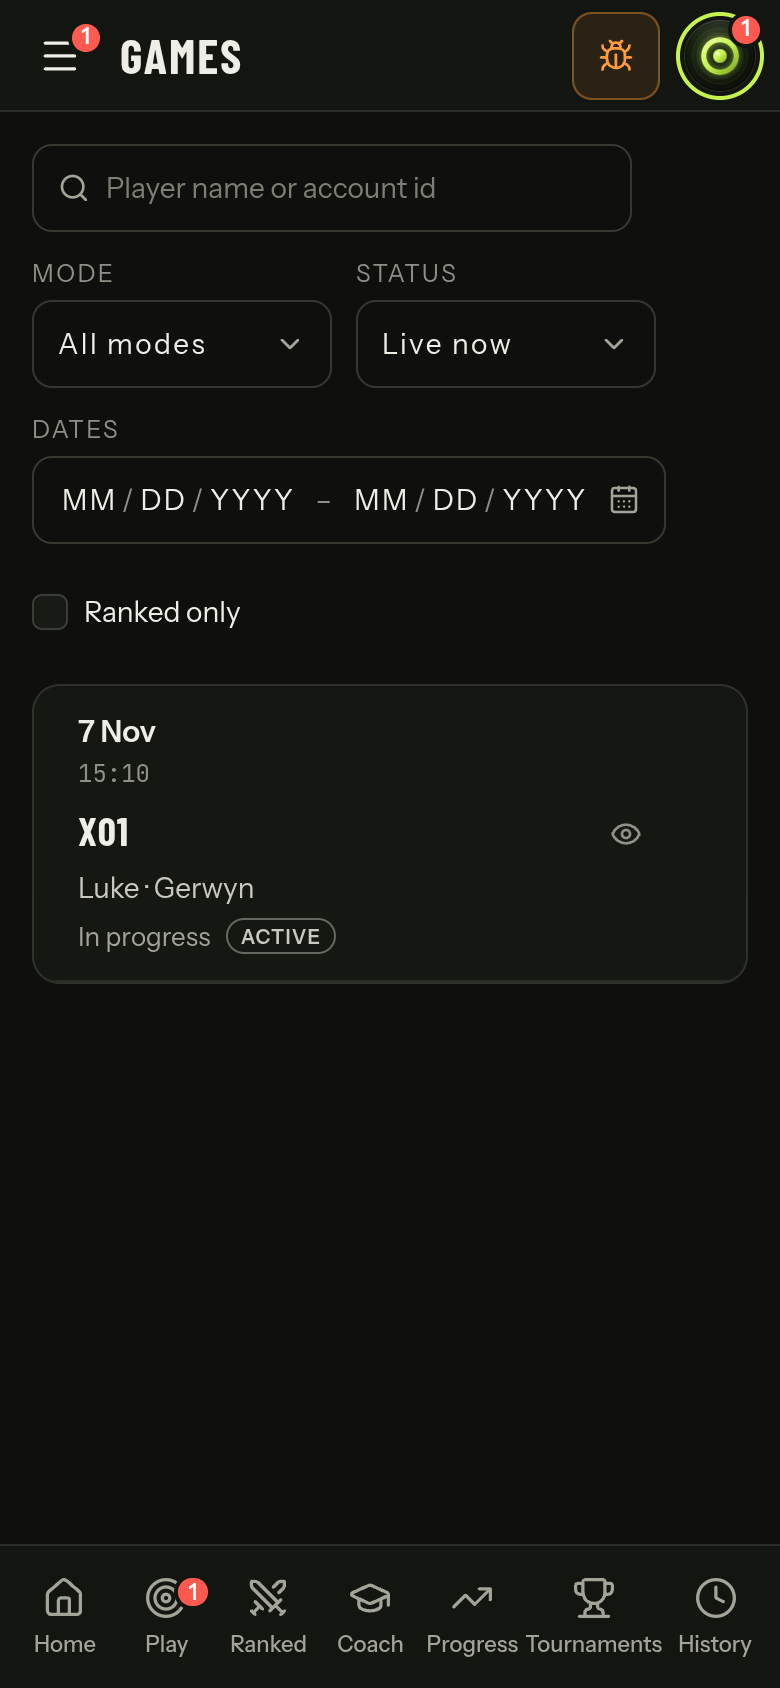 1
GAMES
1
Player name or account id
MODE
STATUS
All modes
Live now
DATES
MM / DD / YYYY – MM / DD / YYYY
Ranked only
7 Nov
15:10
X01
Luke · Gerwyn
In progress ACTIVE
1
Home Play Ranked Coach Progress Tournaments History